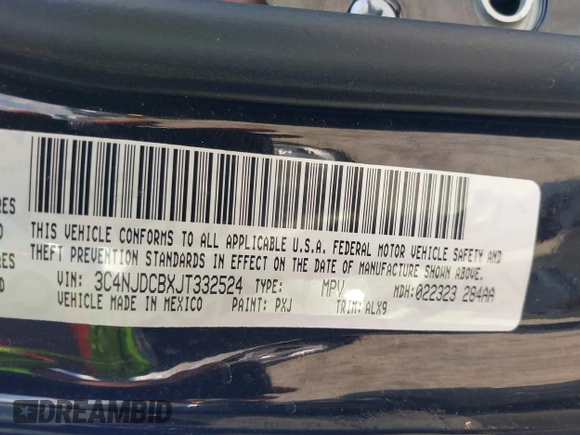 RES
THIS VEHICLE CONFORMS TO ALL APPLICABLE U.S.A. FEDERAL MOTOR VEHICLE SAFETY AND
THEFT PREVENTION STANDARDS IN EFFECT ON THE DATE OF MANUFACTURE SHOWN ABOVE.
RES
VIN: 3C4NJDCBXJT332524 TYPE: MPV MDH:022323 284AA
VEHICLE MADE IN MEXICO PAINT: PXJ TRIM:ALX9
DREAMBID